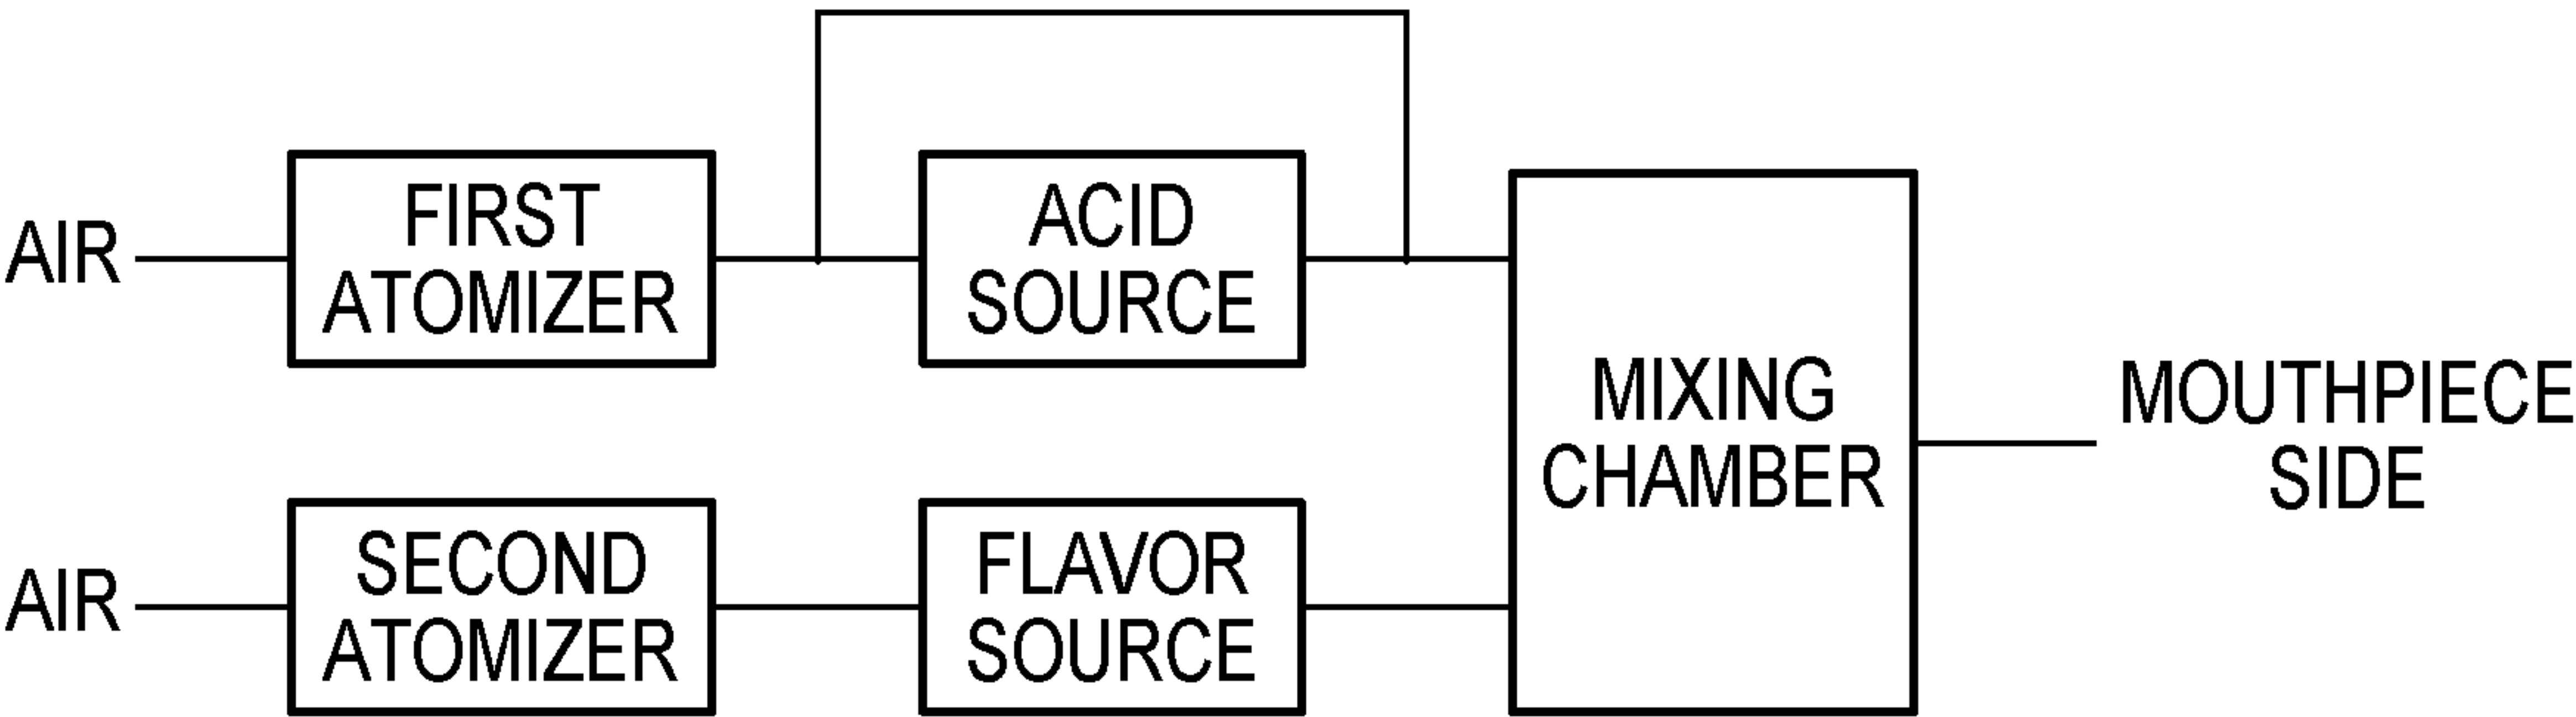 AIR
FIRST
ATOMIZER
ACID
SOURCE
MIXING
CHAMBER
MOUTHPIECE
SIDE
AIR
SECOND
ATOMIZER
FLAVOR
SOURCE